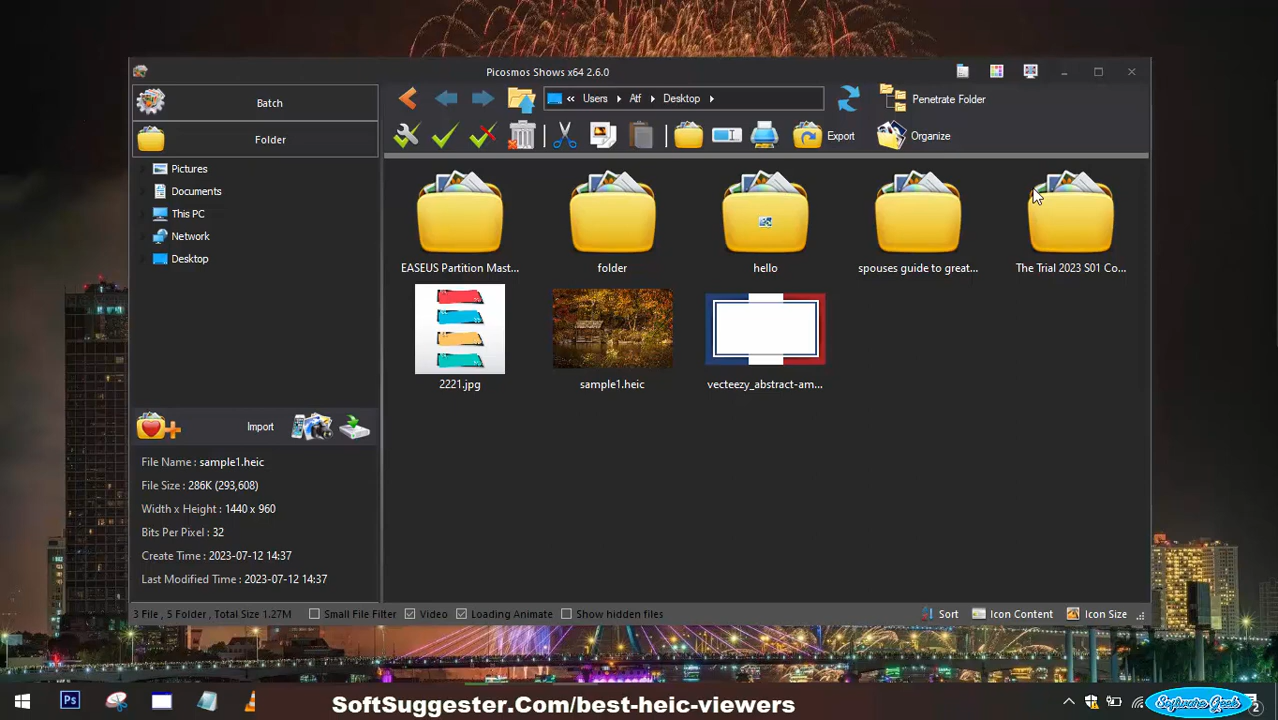 Picosmos Shows x64 2.6.0
Batch
Folder
Pictures
Documents
This PC
Network
Desktop
Users
Atf
Desktop
Penetrate Folder
Export
Organize
EASEUS Partition Mast...
folder
hello
spouses guide to great...
The Trial 2023 S01 Co...
2221.jpg
sample1.heic
vecteezy_abstract-am...
Import
File Name : sample1.heic
File Size : 286K (293,608)
Width x Height : 1440 x 960
Bits Per Pixel : 32
Create Time : 2023-07-12 14:37
Last Modified Time : 2023-07-12 14:37
3 File , 5 Folder , Total Size 1.27M
Small File Filter
Video
Loading Animate
Show hidden files
Sort
Icon Content
Icon Size
Ps
SoftSuggester.Com/best-heic-viewers
Software Geek
2